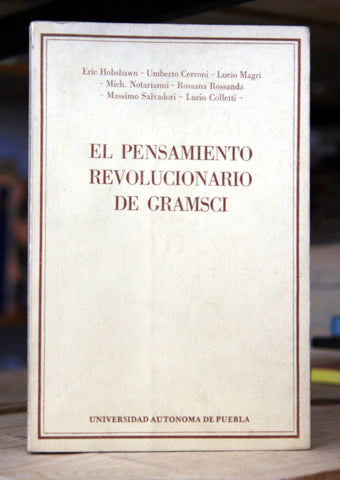 Eric Hobsbawn – Umberto Cerroni – Lucio Magri
– Mich. Notarianni – Rossana Rossanda
– Massimo Salvadori – Lucio Colletti –
EL PENSAMIENTO
REVOLUCIONARIO
DE GRAMSCI
UNIVERSIDAD AUTONOMA DE PUEBLA